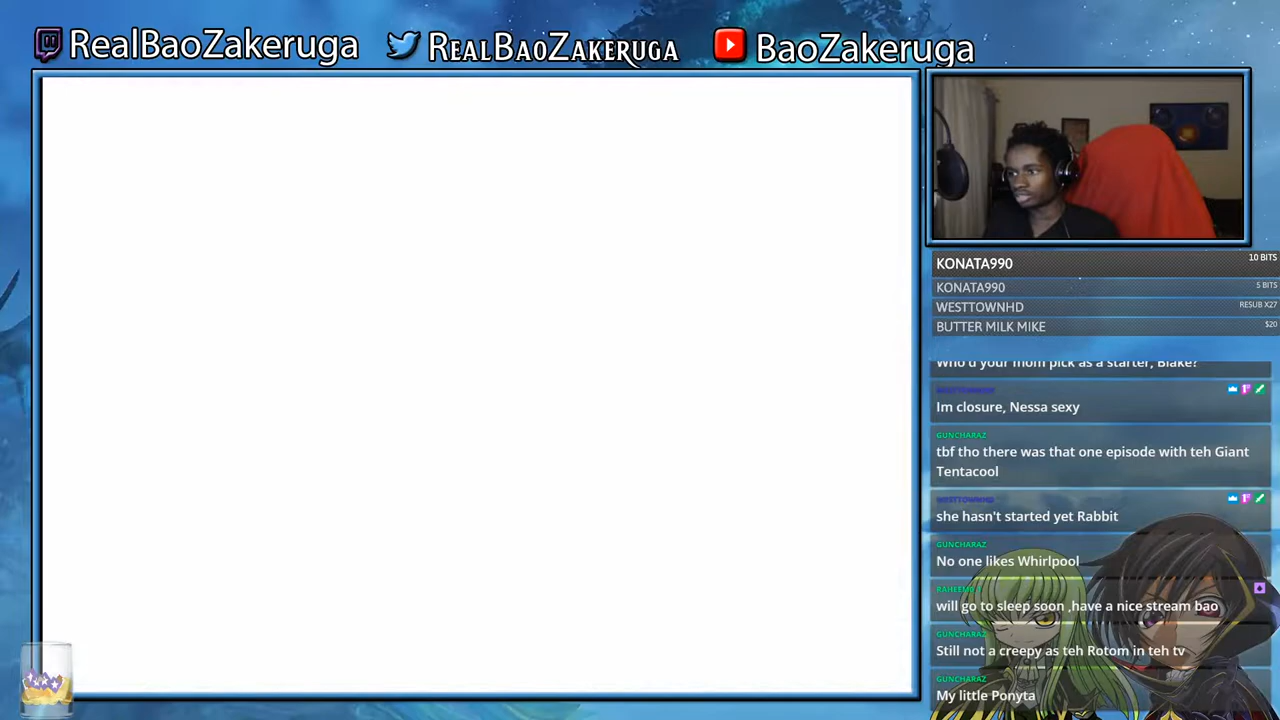 RealBaoZakeruga
RealBaoZakeruga
BaoZakeruga
KONATA990 10 BITS
KONATA990 5 BITS
WESTTOWNHD RESUB X27
BUTTER MILK MIKE $20
Who'd your mom pick as a starter, Blake?
WESTTOWNHD
Im closure, Nessa sexy
GUNCHARAZ
tbf tho there was that one episode with teh Giant
Tentacool
WESTTOWNHD
she hasn't started yet Rabbit
GUNCHARAZ
No one likes Whirlpool
will go to sleep soon ,have a nice stream bao
GUNCHARAZ
Still not a creepy as teh Rotom in teh tv
GUNCHARAZ
My little Ponyta